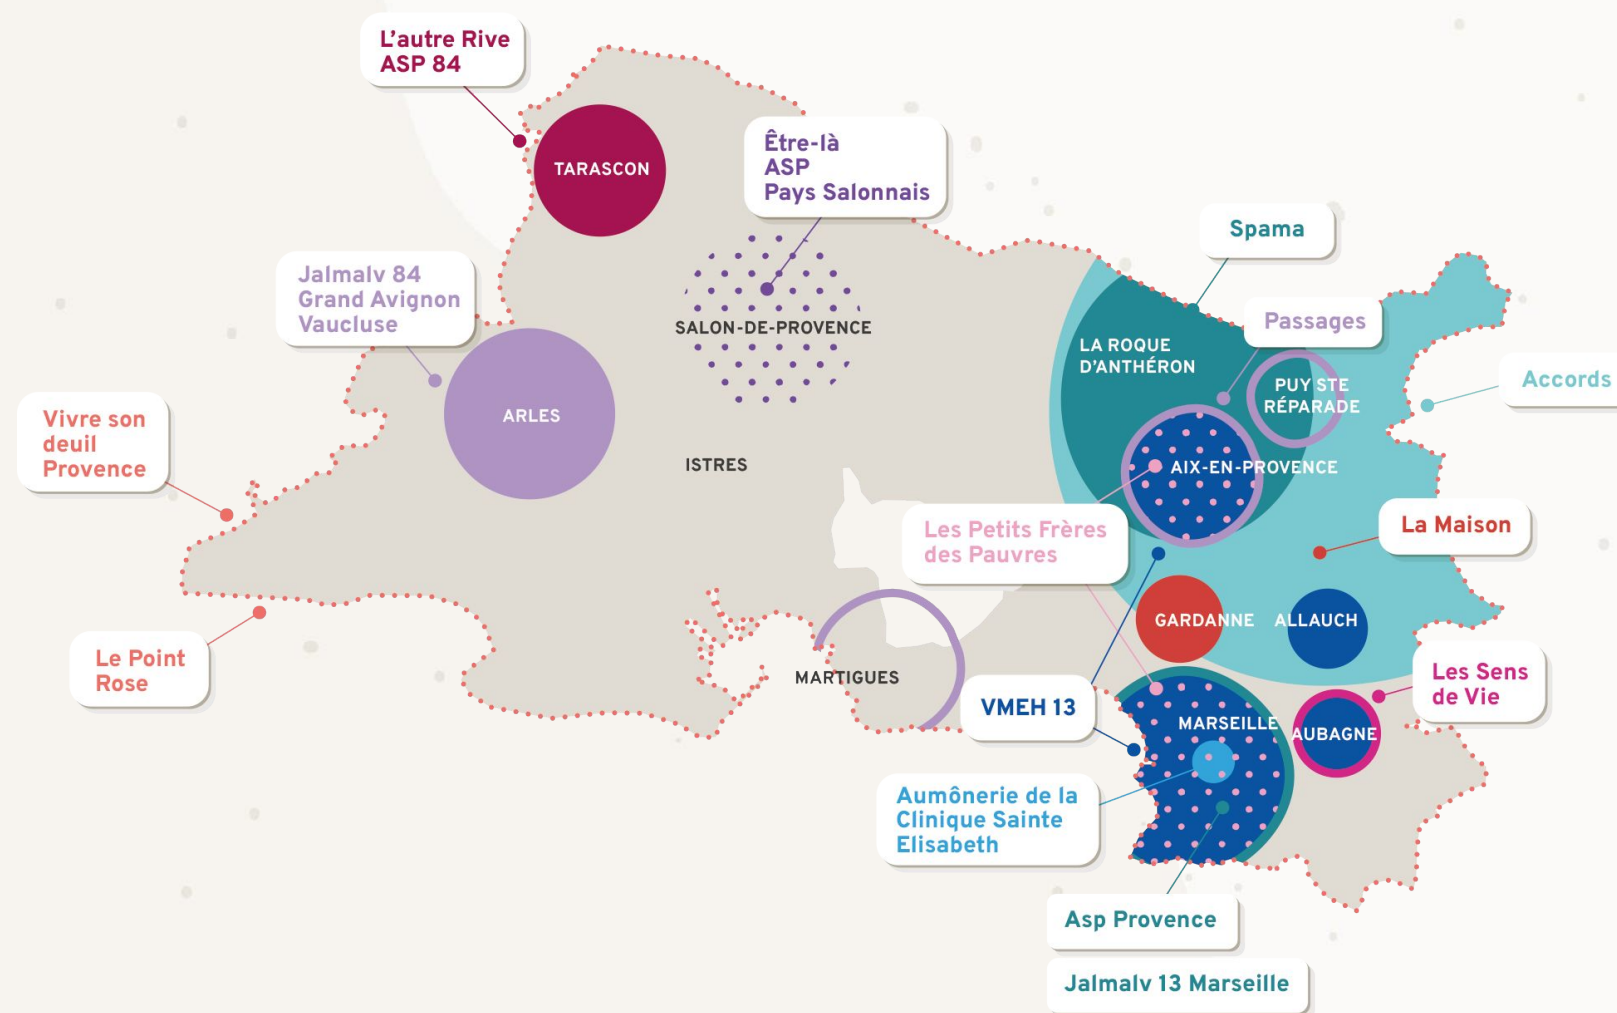 L'autre Rive
ASP 84
TARASCON
Être-là
ASP
Pays Salonnais
Spama
Jalmalv 84
Grand Avignon
Vaucluse
Passages
SALON-DE-PROVENCE
LA ROQUE
D'ANTHÉRON
PUY STE
RÉPARADE
Accords
Vivre son
deuil
Provence
ARLES
ISTRES
AIX-EN-PROVENCE
Les Petits Frères
des Pauvres
La Maison
GARDANNE
ALLAUCH
Le Point
Rose
MARTIGUES
Les Sens
de Vie
VMEH 13
MARSEILLE
AUBAGNE
Aumônerie de la
Clinique Sainte
Elisabeth
Asp Provence
Jalmalv 13 Marseille